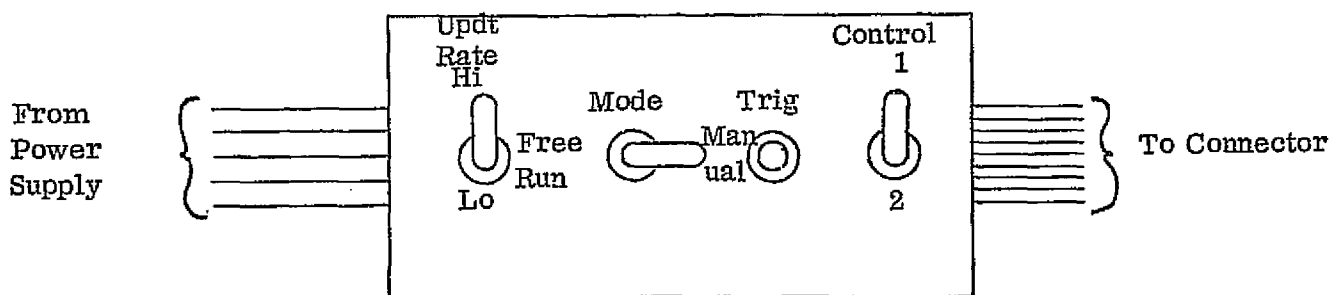 From
Power
Supply
Updt
Rate
Hi
Lo
Free
Run
Mode
Man
ual
Trig
Control
1
2
To Connector